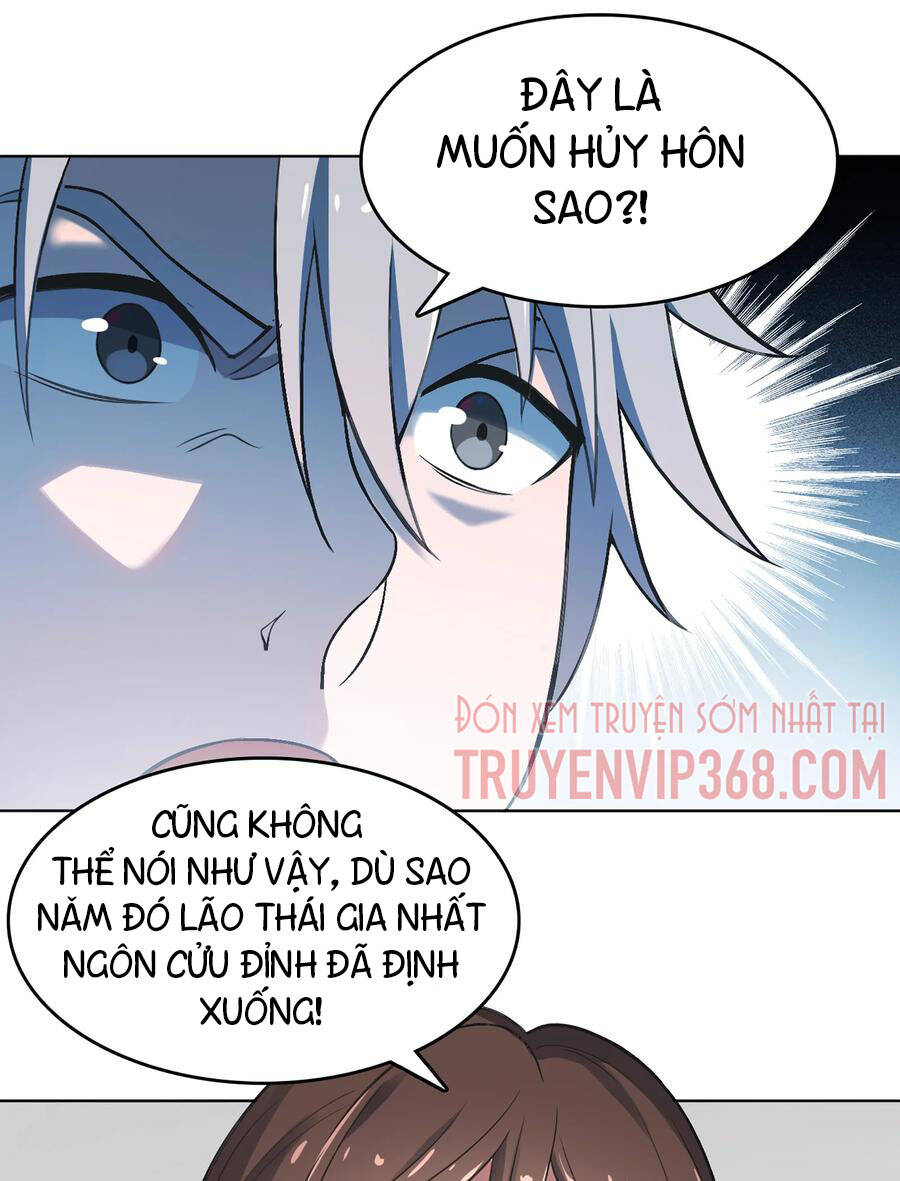 ĐÂY LÀ
MUỐN HỦY HÔN
SAO?!
ĐÓN XEM TRUYỆN SỚM NHẤT TẠI
TRUYENVIP368.COM
CŨNG KHÔNG
THỂ NÓI NHƯ VẬY, DÙ SAO
NĂM ĐÓ LÃO THÁI GIA NHẤT
NGÔN CỬU ĐỈNH ĐÃ ĐỊNH
XUỐNG!